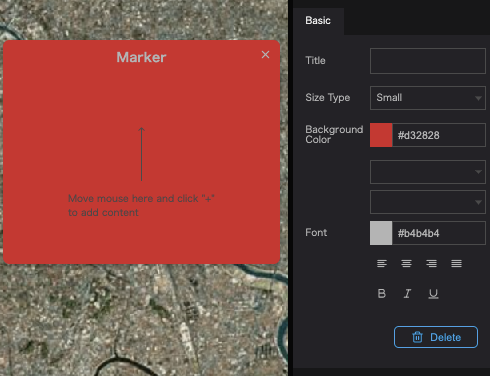 Marker
Move mouse here and click "+"
to add content
Basic
Title
Size Type
Small
Background
Color
#d32828
Font
#b4b4b4
B I U
Delete